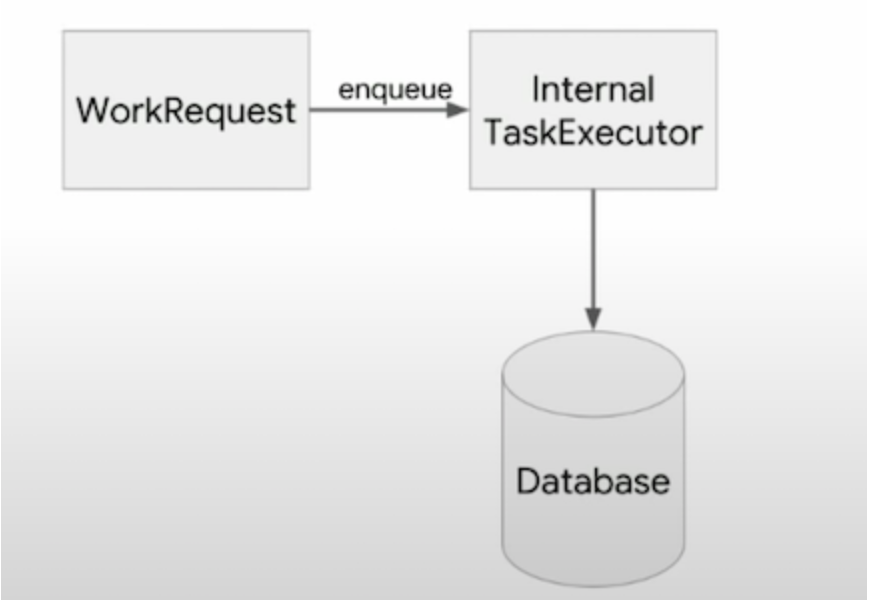 WorkRequest
enqueue
Internal
TaskExecutor
Database